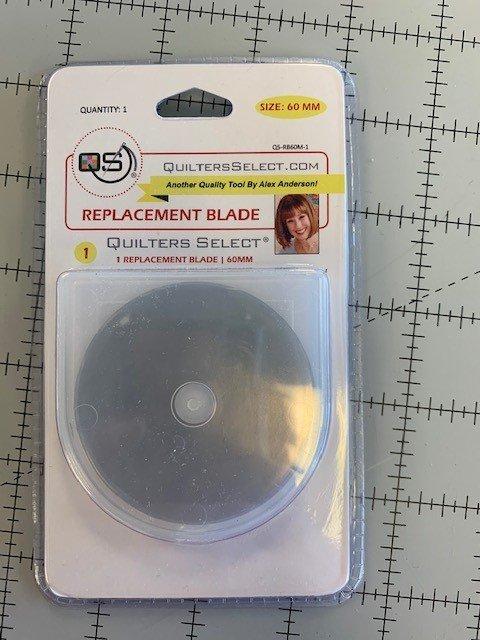 QUANTITY: 1
SIZE: 60 MM
QS-RB60M-1
QS®
QUILTERSSELECT.COM
Another Quality Tool By Alex Anderson!
REPLACEMENT BLADE
1
QUILTERS SELECT®
1 REPLACEMENT BLADE | 60MM